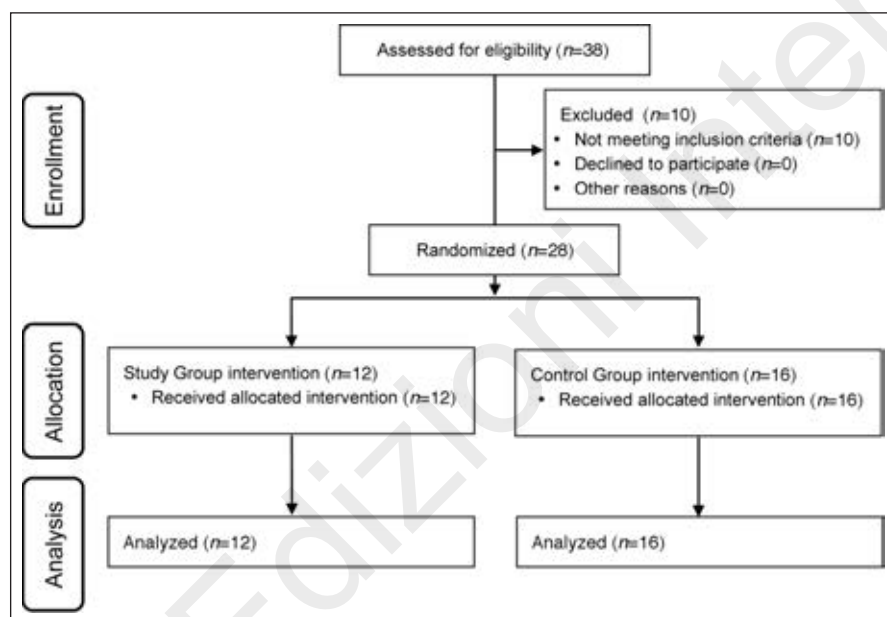 Assessed for eligibility (n=38)
Enrollment
Excluded (n=10)
• Not meeting inclusion criteria (n=10)
• Declined to participate (n=0)
• Other reasons (n=0)
Randomized (n=28)
Allocation
Study Group intervention (n=12)
• Received allocated intervention (n=12)
Control Group intervention (n=16)
• Received allocated intervention (n=16)
Analysis
Analyzed (n=12)
Analyzed (n=16)
Edizioni Inter